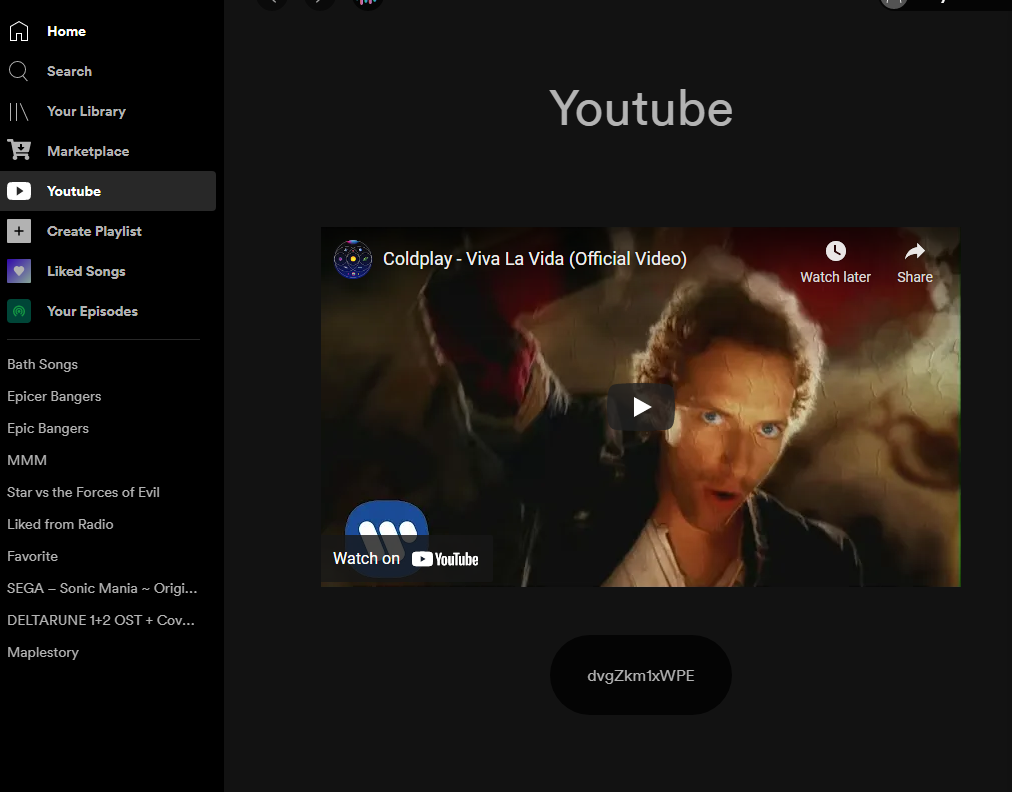 Home
Search
Your Library
Marketplace
Youtube
Create Playlist
Liked Songs
Your Episodes
Bath Songs
Epicer Bangers
Epic Bangers
MMM
Star vs the Forces of Evil
Liked from Radio
Favorite
SEGA – Sonic Mania ~ Origi...
DELTARUNE 1+2 OST + Cov...
Maplestory
Youtube
Coldplay - Viva La Vida (Official Video)
Watch later
Share
Watch on YouTube
dvgZkm1xWPE